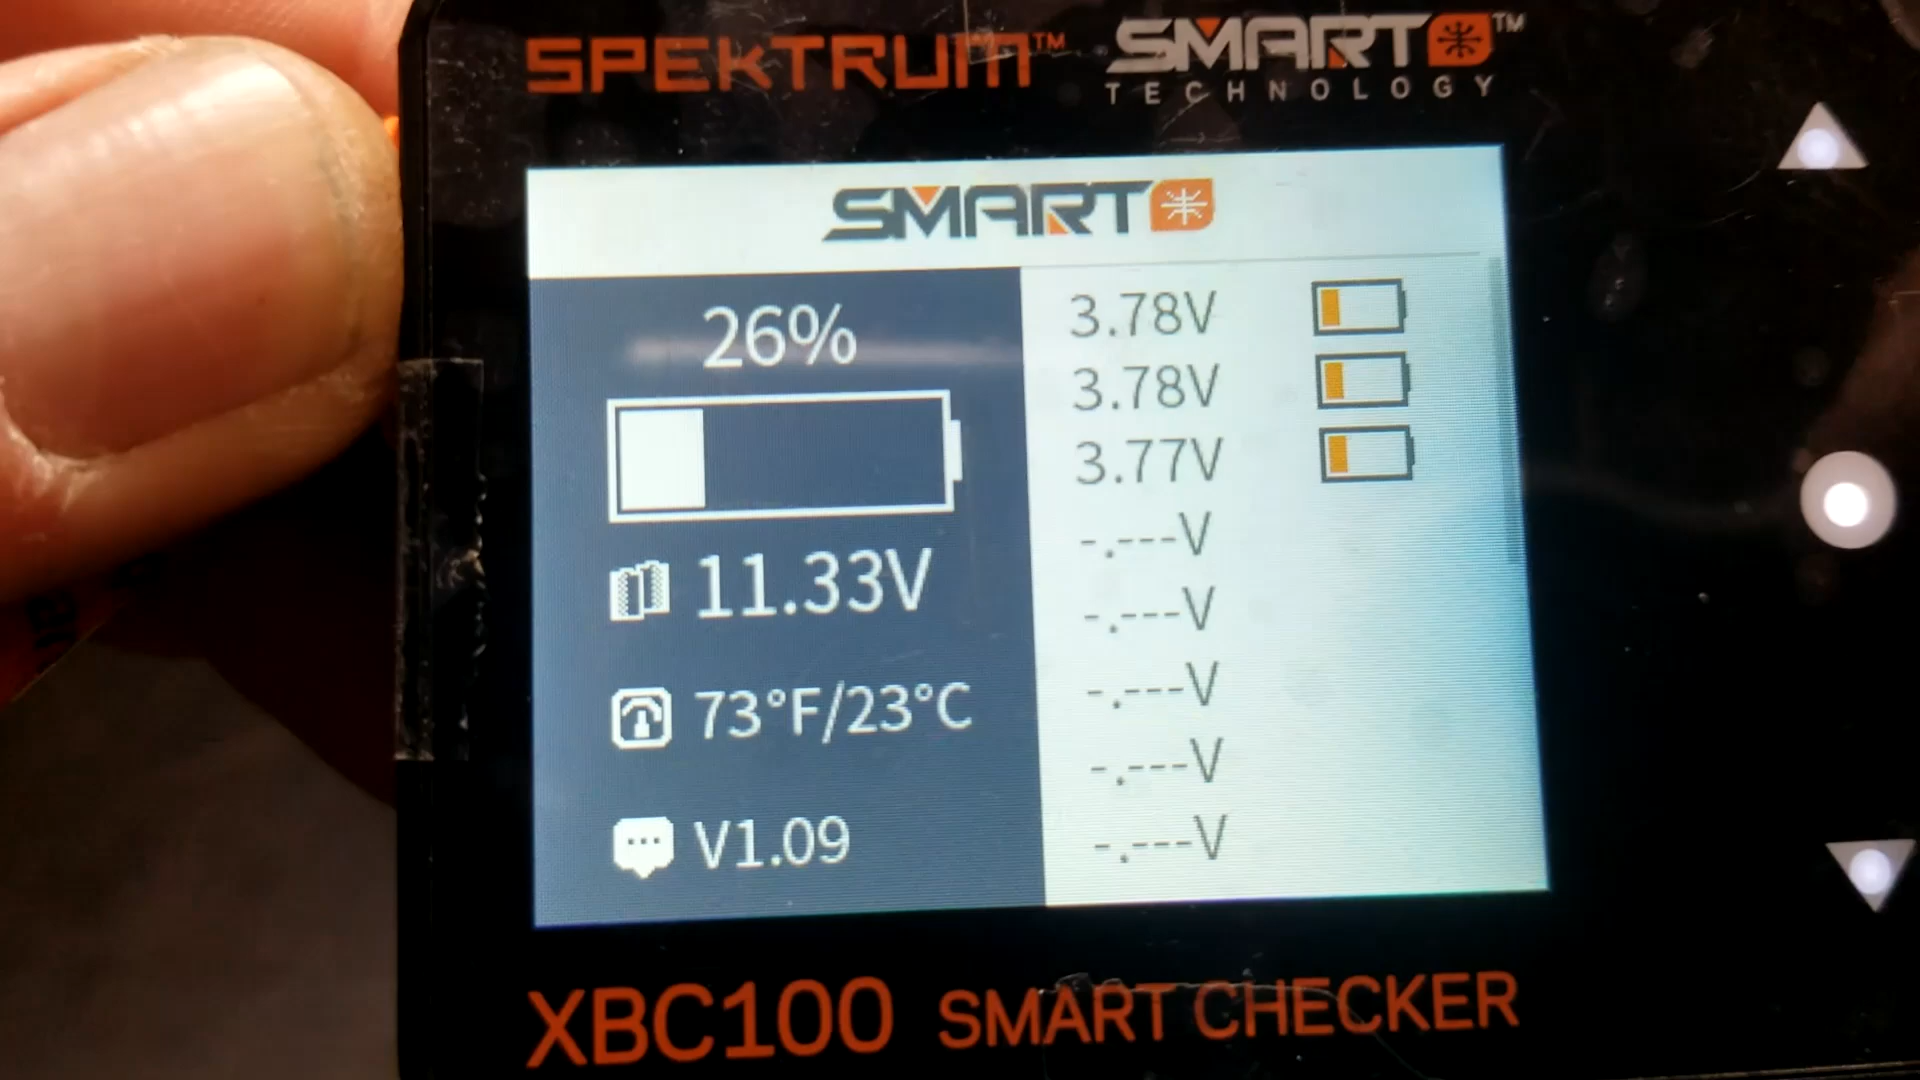 SPEKTRUM™ SMART™
TECHNOLOGY
SMART
26%
11.33V
73°F/23°C
V1.09
3.78V
3.78V
3.77V
-.---V
-.---V
-.---V
-.---V
-.---V
XBC100 SMART CHECKER